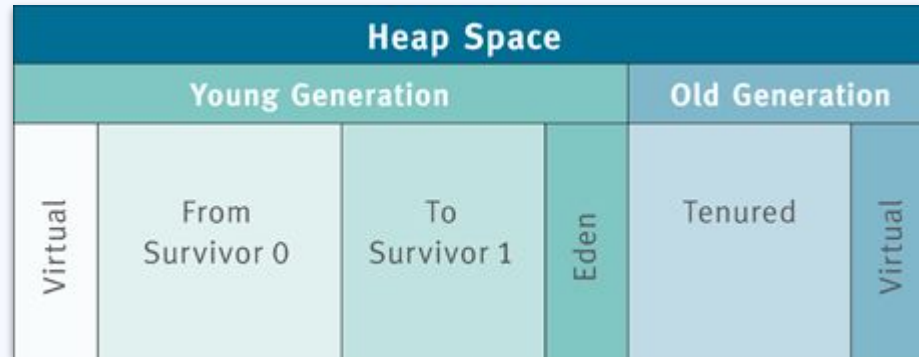 Heap Space
Young Generation
Old Generation
Virtual
From
Survivor 0
To
Survivor 1
Eden
Tenured
Virtual